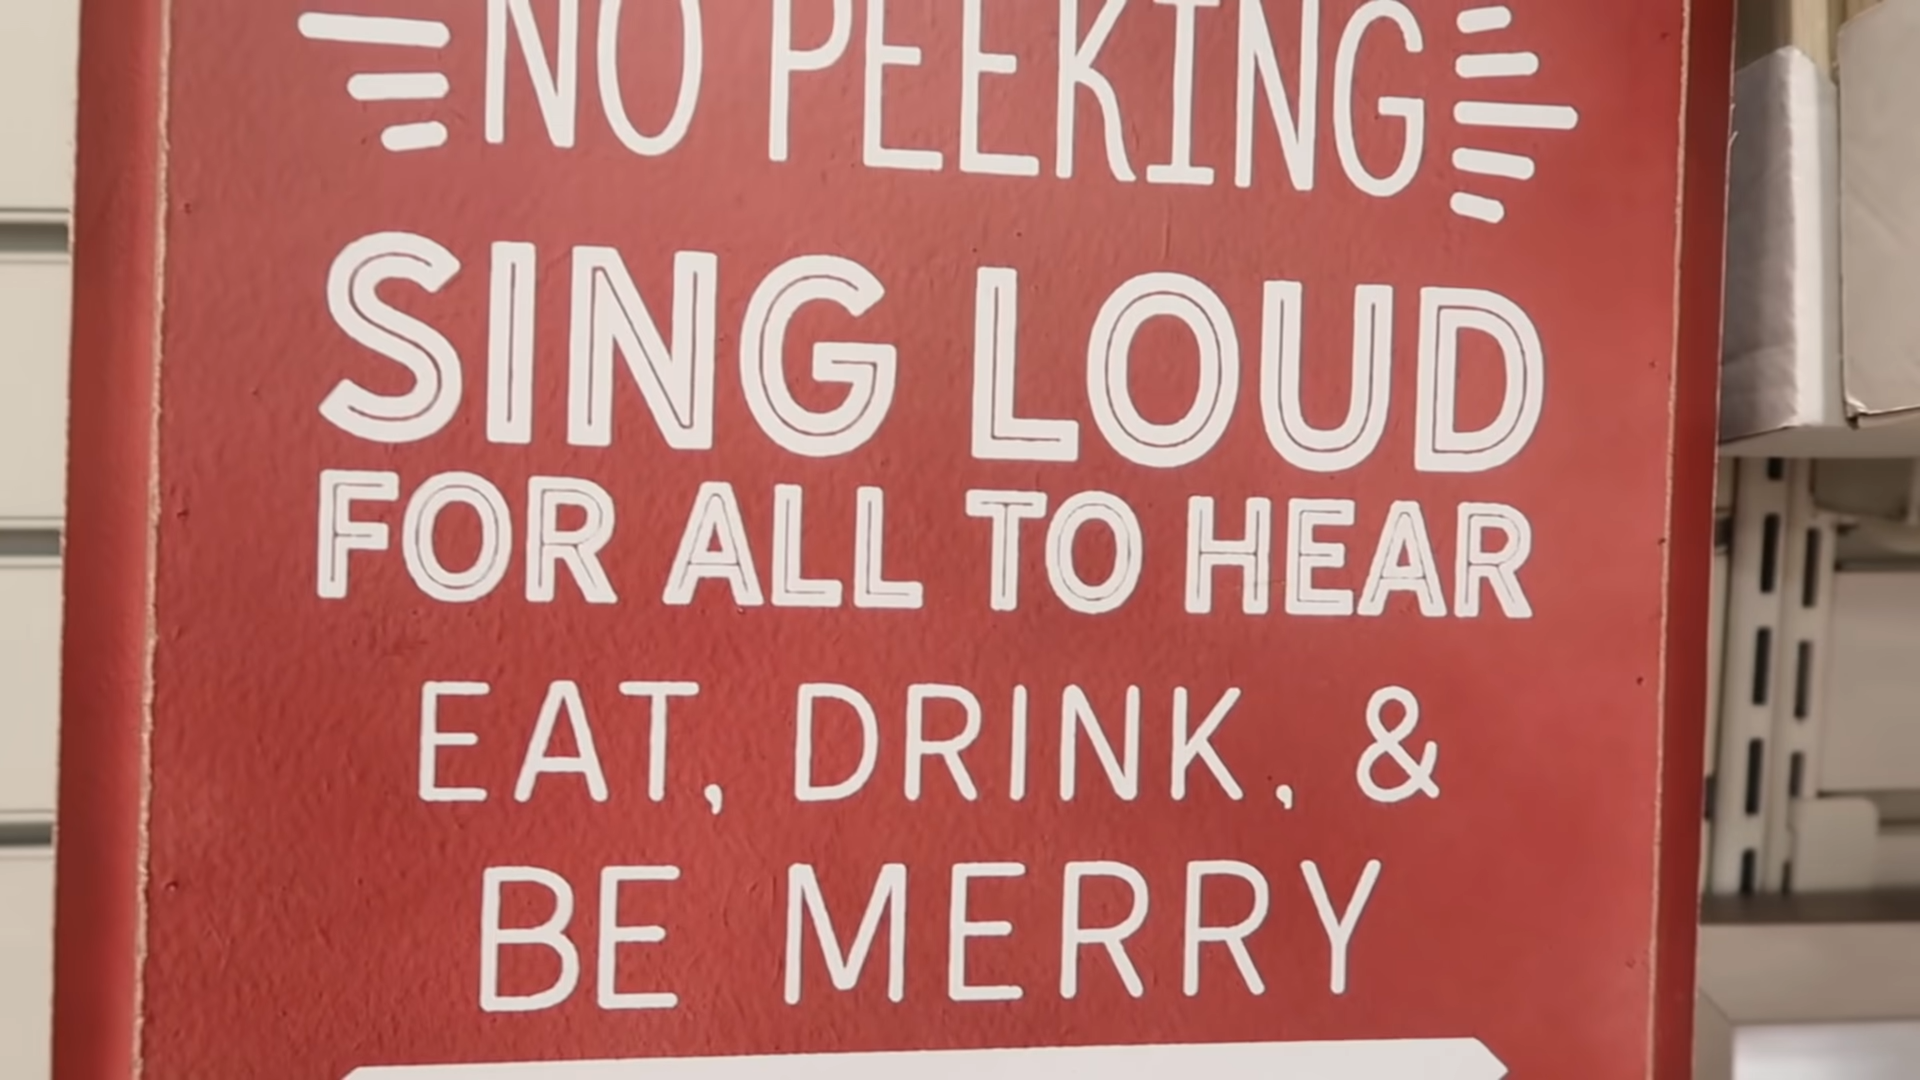 NO PEEKING
SING LOUD
FOR ALL TO HEAR
EAT, DRINK, &
BE MERRY